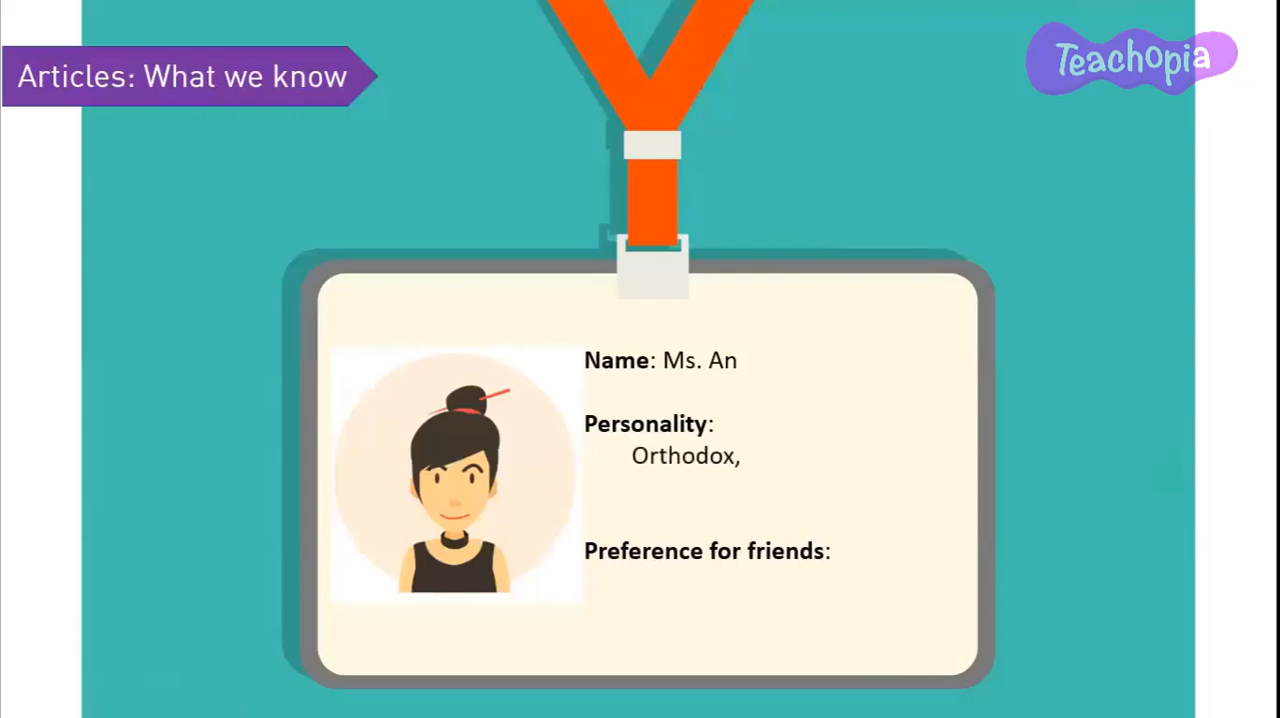 Articles: What we know
Teachopia
Name: Ms. An
Personality:
Orthodox,
Preference for friends: